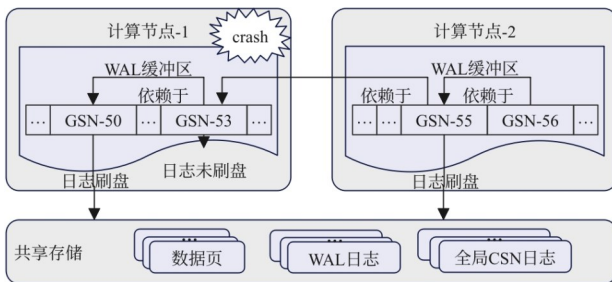 计算节点-1
crash
计算节点-2
WAL缓冲区
WAL缓冲区
依赖于
依赖于
依赖于
… GSN-50 … GSN-53 …
… … GSN-55 GSN-56 …
日志刷盘
日志未刷盘
日志刷盘
共享存储
…
数据页
…
WAL日志
…
全局CSN日志